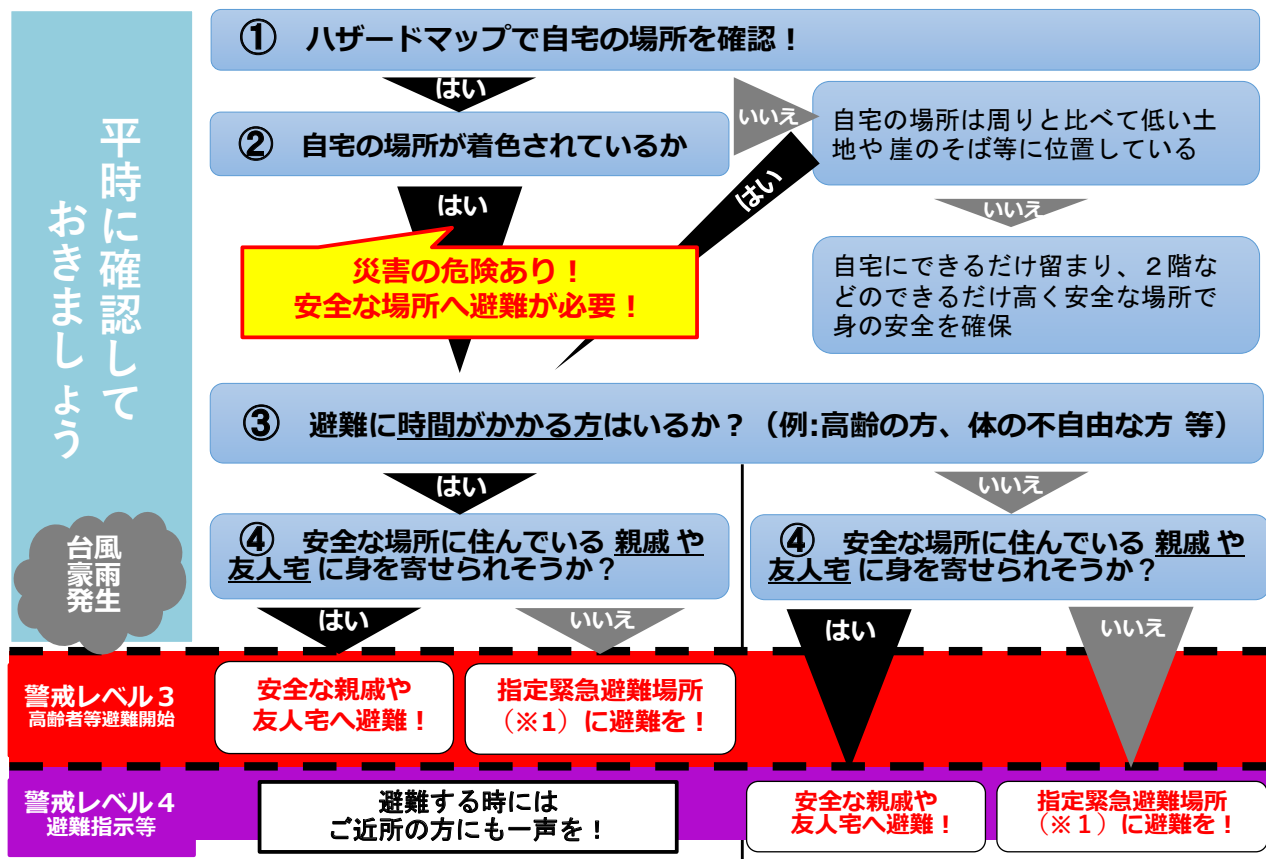 平時に確認して
おきましょう
① ハザードマップで自宅の場所を確認！
はい
② 自宅の場所が着色されているか
いいえ
自宅の場所は周りと比べて低い土
地や 崖のそば等に位置している
はい
はい
いいえ
災害の危険あり！
安全な場所へ避難が必要！
自宅にできるだけ留まり、２階な
どのできるだけ高く安全な場所で
身の安全を確保
③ 避難に時間がかかる方はいるか？（例:高齢の方、体の不自由な方 等）
はい
いいえ
④ 安全な場所に住んでいる 親戚 や
友人宅 に身を寄せられそうか？
④ 安全な場所に住んでいる 親戚 や
友人宅 に身を寄せられそうか？
台風
豪雨
発生
はい
いいえ
はい
いいえ
警戒レベル３
高齢者等避難開始
安全な親戚や
友人宅へ避難！
指定緊急避難場所
（※1）に避難を！
警戒レベル４
避難指示等
避難する時には
ご近所の方にも一声を！
安全な親戚や
友人宅へ避難！
指定緊急避難場所
（※１）に避難を！